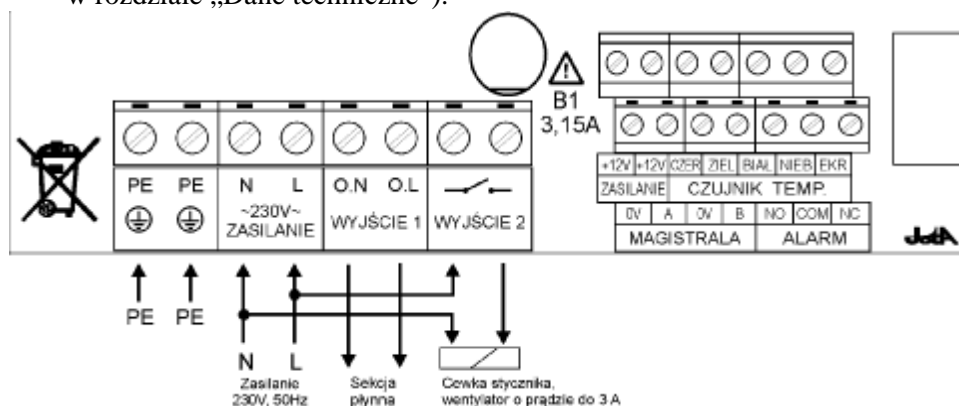 w rozdziale „Dane techniczne").
B1
3,15A
+12V +12V CZER ZIEL BIAŁ NIEB EKR
ZASILANIE CZUJNIK TEMP.
0V A 0V B NO COM NC
MAGISTRALA ALARM
JotA
PE PE N L O.N O.L
~230V~
ZASILANIE WYJŚCIE 1 WYJŚCIE 2
PE PE
N L
Zasilanie
230V, 50Hz
Sekcja
płynna
Cewka stycznika,
wentylator o prądzie do 3 A